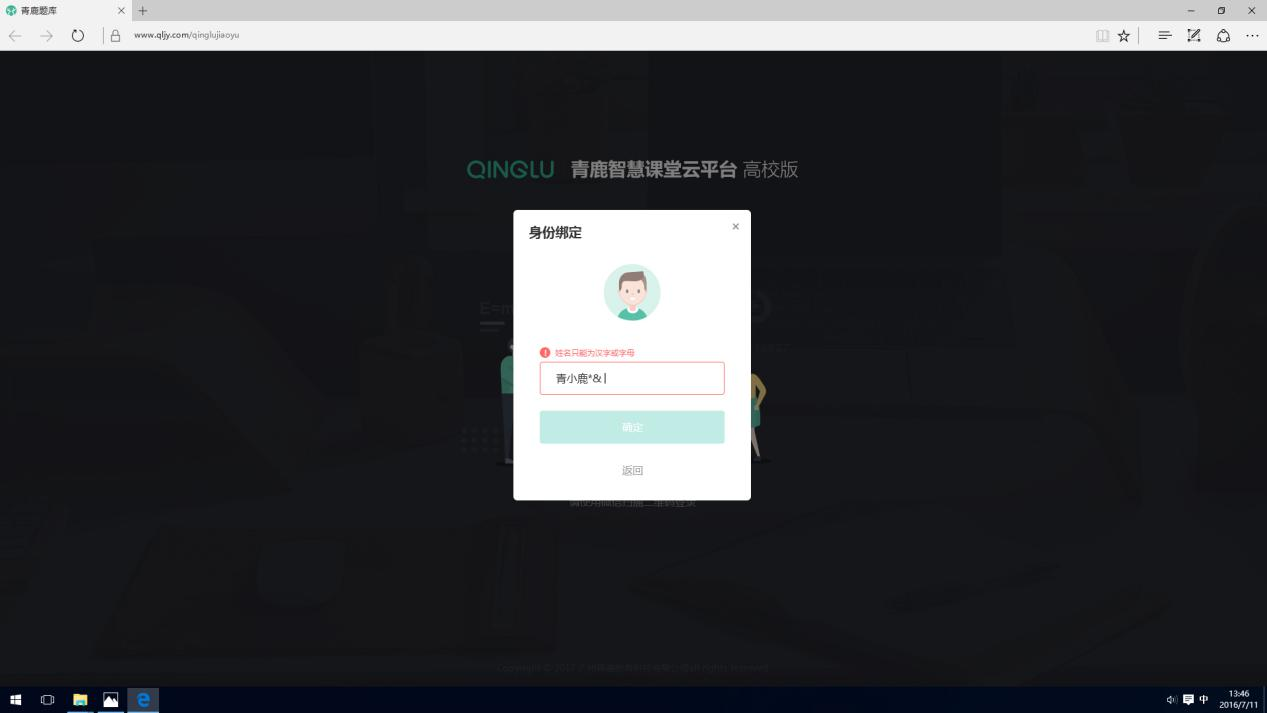 青鹿题库
www.qljy.com/qinglujiaoyu
QINGLU 青鹿智慧课堂云平台 高校版
身份绑定
姓名只能为汉字或字母
青小鹿*&
确定
返回
中
13:46
2016/7/11